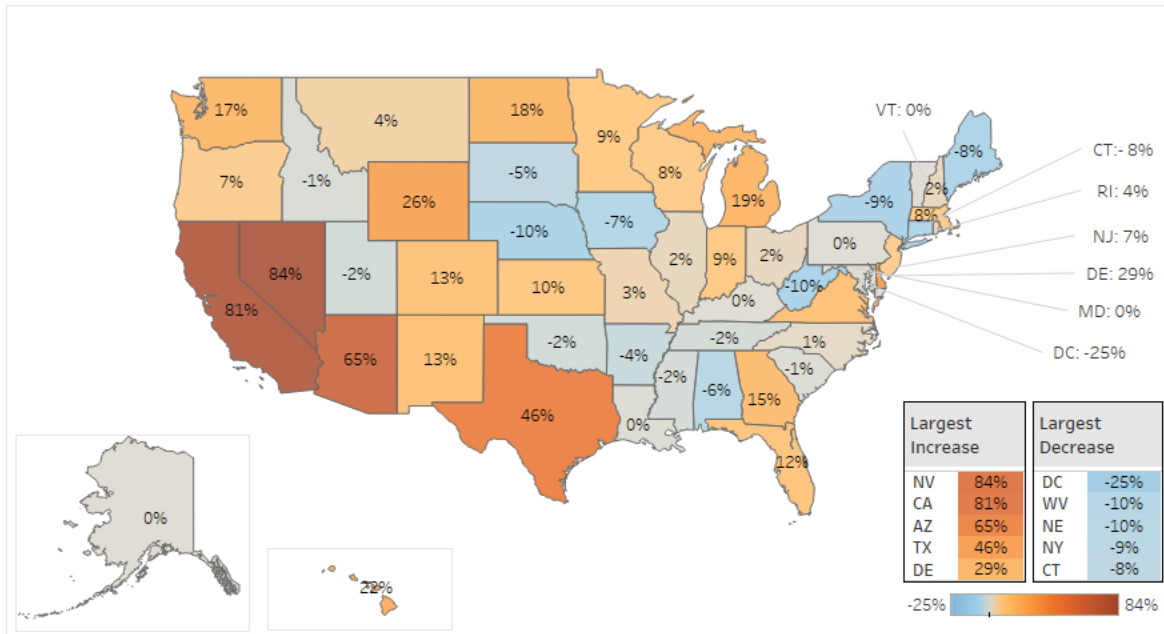 VT: 0%
-8%
CT:- 8%
RI: 4%
NJ: 7%
DE: 29%
MD: 0%
DC: -25%
17%
4%
18%
9%
8%
19%
2%
8%
-9%
7%
-1%
26%
-5%
-7%
-10%
0%
84%
-2%
13%
10%
3%
2%
9%
2%
-10%
0%
81%
65%
13%
-2%
-4%
-2%
1%
-1%
46%
0%
-2%
-6%
15%
12%
0%
Largest Increase
NV 84%
CA 81%
AZ 65%
TX 46%
DE 29%
Largest Decrease
DC -25%
WV -10%
NE -10%
NY -9%
CT -8%
-25%
84%